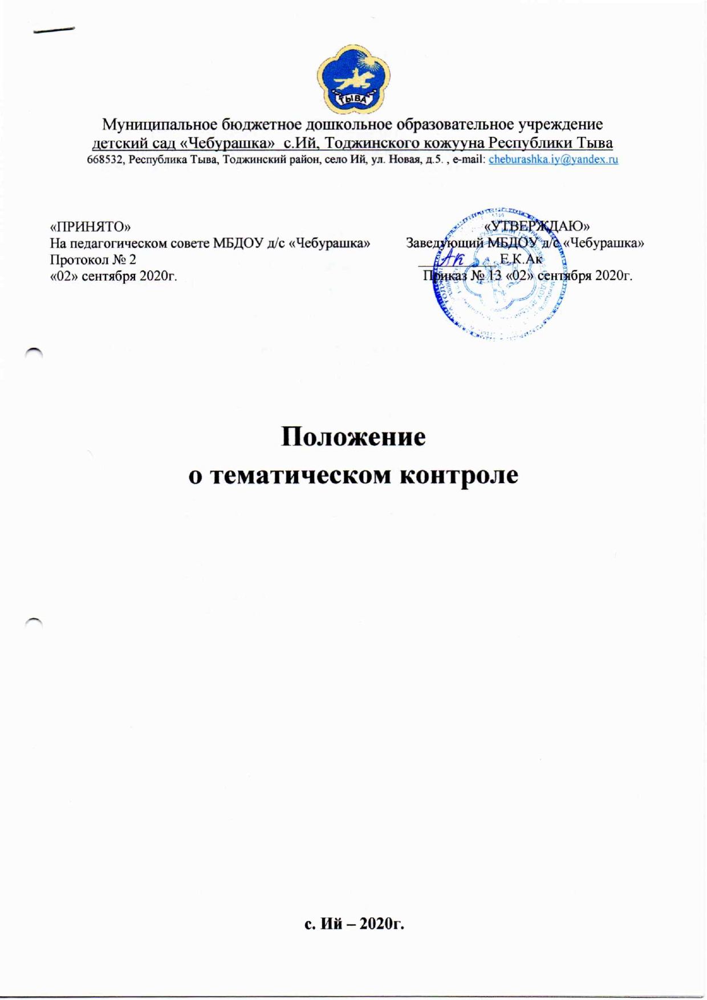 ТЫВА
Муниципальное бюджетное дошкольное образовательное учреждение
детский сад «Чебурашка» с.Ий, Тоджинского кожууна Республики Тыва
668532, Республика Тыва, Тоджинский район, село Ий, ул. Новая, д.5. , e-mail: cheburashka.iy@yandex.ru
«ПРИНЯТО»
На педагогическом совете МБДОУ д/с «Чебурашка»
Протокол № 2
«02» сентября 2020г.
«УТВЕРЖДАЮ»
Заведующий МБДОУ д/с «Чебурашка»
Ак Е.К.Ак
Приказ № 13 «02» сентября 2020г.
Положение
о тематическом контроле
с. Ий – 2020г.